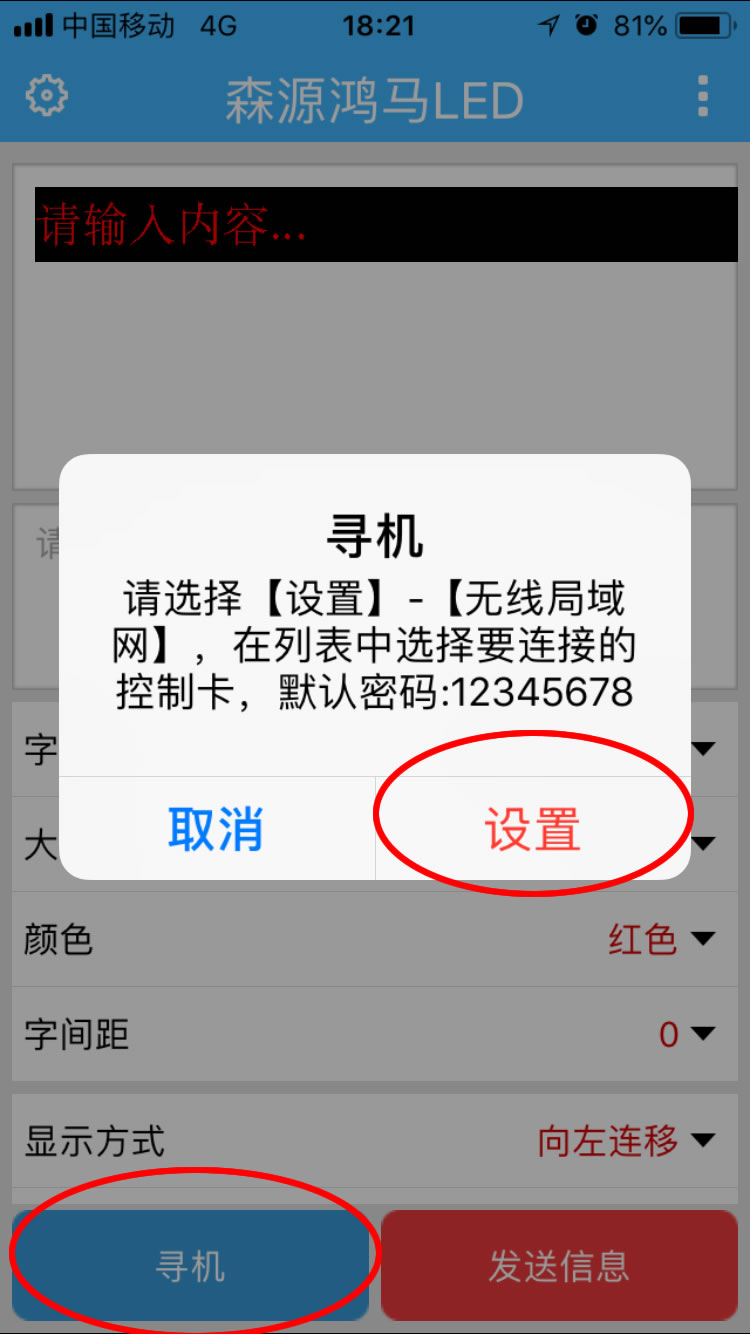 中国移动 4G 18:21 81%
森源鸿马LED
请输入内容...
请
寻机
请选择【设置】-【无线局域
网】，在列表中选择要连接的
控制卡，默认密码:12345678
取消 设置
字
大
颜色 红色
字间距 0
显示方式 向左连移
寻机 发送信息